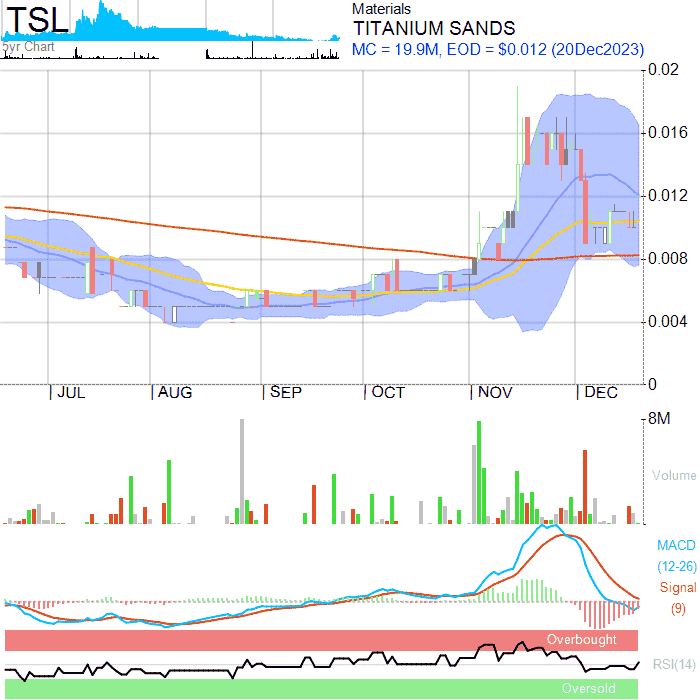 TSL
5yr Chart
Materials
TITANIUM SANDS
MC = 19.9M, EOD = $0.012 (20Dec2023)
0.02
0.016
0.012
0.008
0.004
0
JUL AUG SEP OCT NOV DEC
8M
Volume
MACD
(12-26)
Signal
(9)
Overbought
RSI(14)
Oversold